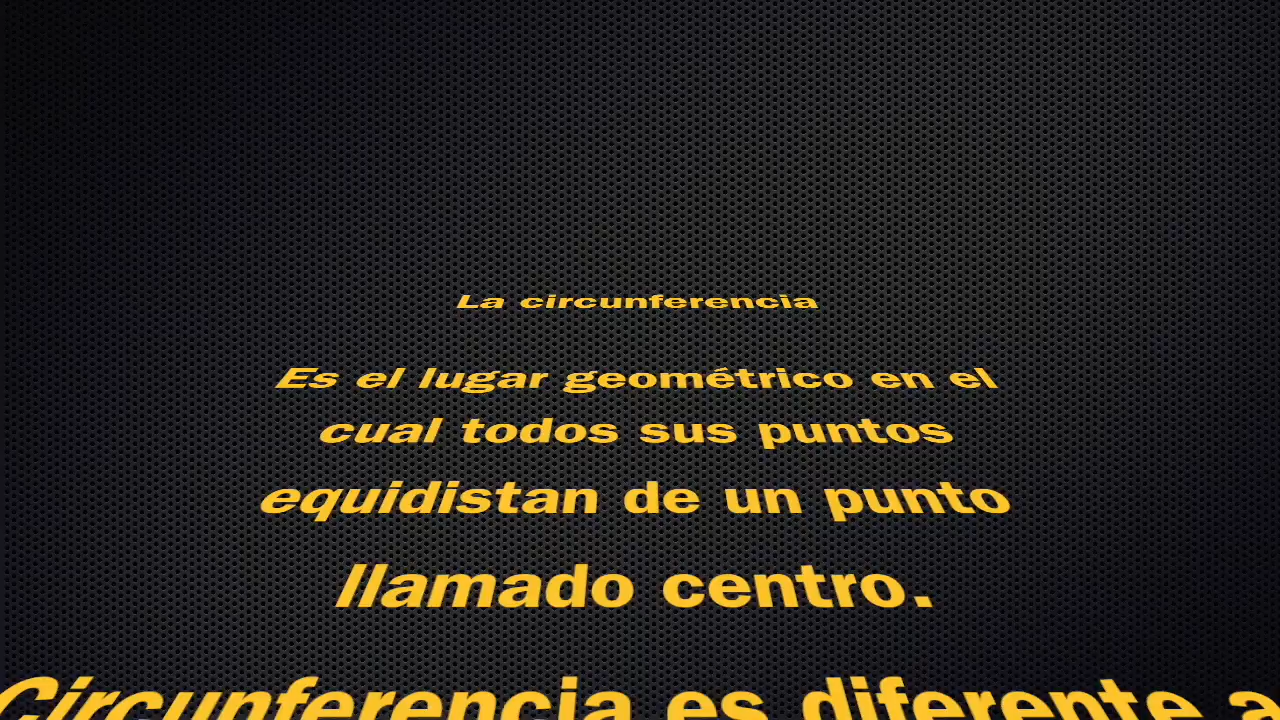 La circunferencia
Es el lugar geométrico en el
cual todos sus puntos
equidistan de un punto
llamado centro.
Circunferencia es diferente a